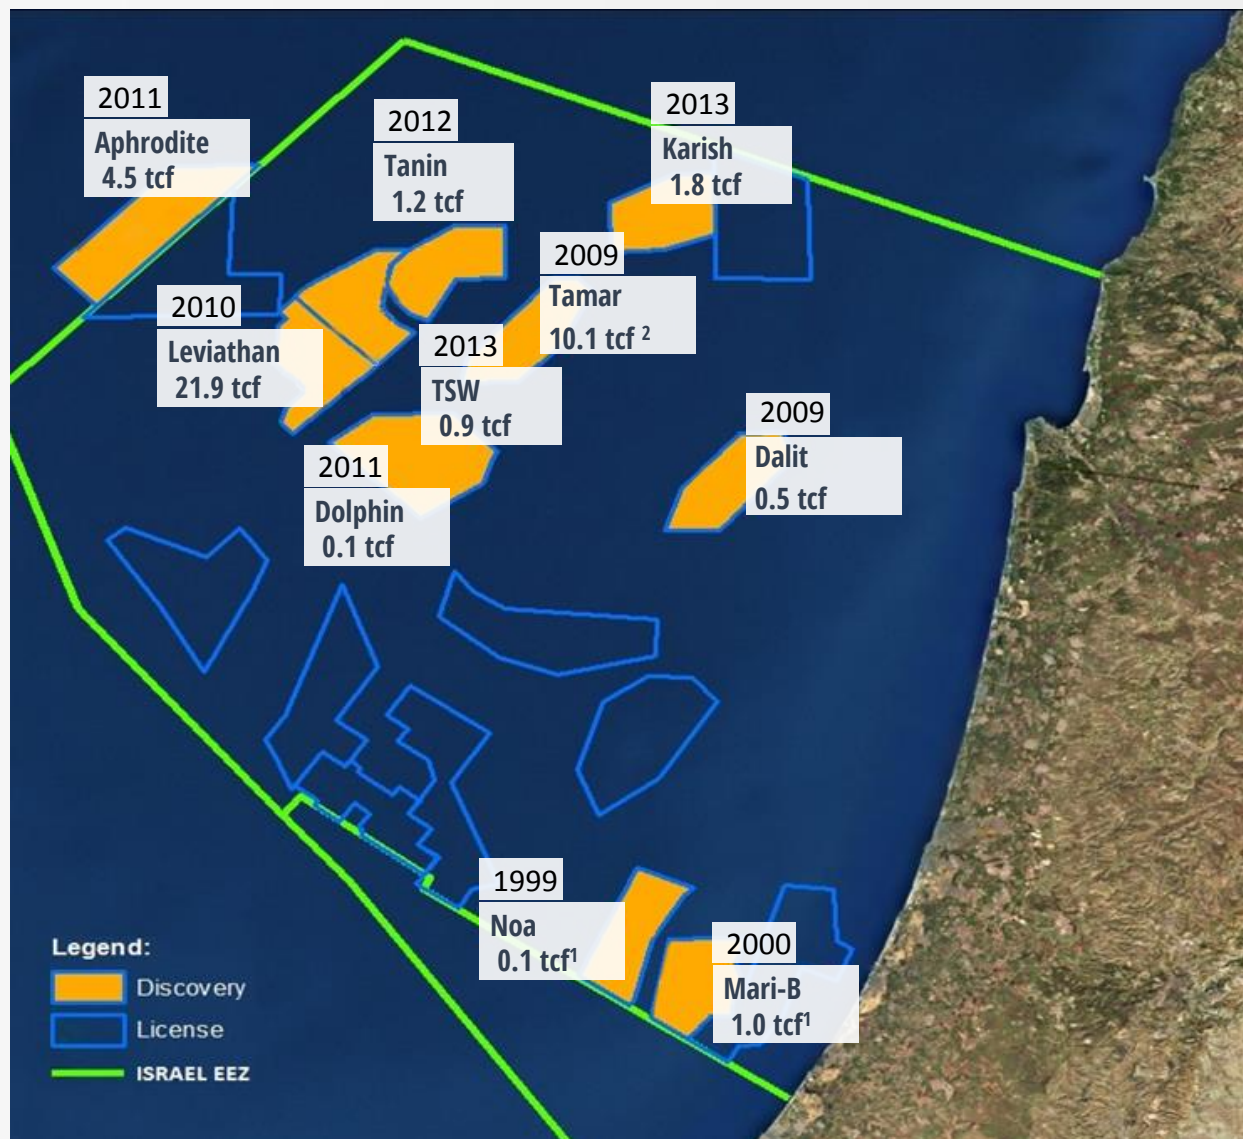 2011
Aphrodite
4.5 tcf
2012
Tanin
1.2 tcf
2013
Karish
1.8 tcf
2010
Leviathan
21.9 tcf
2009
Tamar
10.1 tcf 2
2013
TSW
0.9 tcf
2011
Dolphin
0.1 tcf
2009
Dalit
0.5 tcf
1999
Noa
0.1 tcf1
2000
Mari-B
1.0 tcf1
Legend:
Discovery
License
ISRAEL EEZ